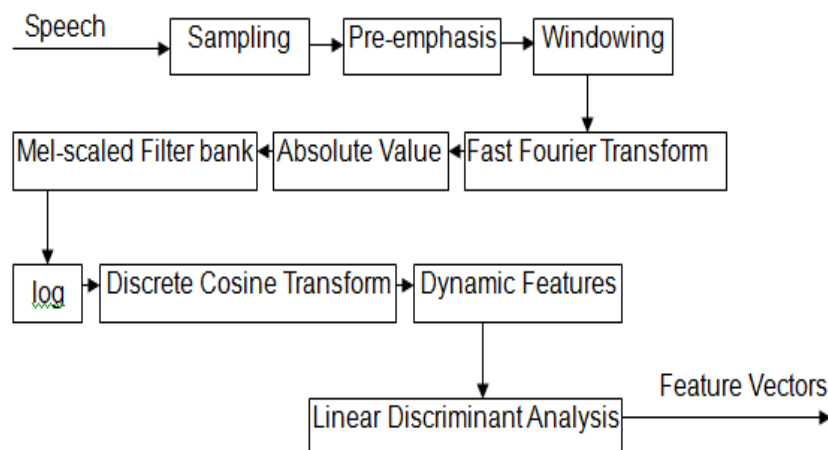 Speech
Sampling
Pre-emphasis
Windowing
Fast Fourier Transform
Absolute Value
Mel-scaled Filter bank
log
Discrete Cosine Transform
Dynamic Features
Linear Discriminant Analysis
Feature Vectors